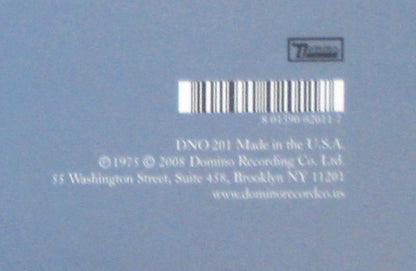 Domino
8 01390 02011 7
DNO 201 Made in the U.S.A.
℗ 1975 © 2008 Domino Recording Co. Ltd.
55 Washington Street, Suite 458, Brooklyn NY 11201
www.dominorecordco.us